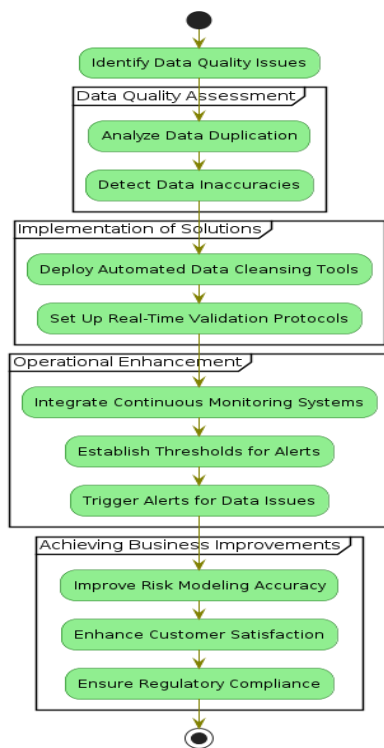 Identify Data Quality Issues
Data Quality Assessment
Analyze Data Duplication
Detect Data Inaccuracies
Implementation of Solutions
Deploy Automated Data Cleansing Tools
Set Up Real-Time Validation Protocols
Operational Enhancement
Integrate Continuous Monitoring Systems
Establish Thresholds for Alerts
Trigger Alerts for Data Issues
Achieving Business Improvements
Improve Risk Modeling Accuracy
Enhance Customer Satisfaction
Ensure Regulatory Compliance